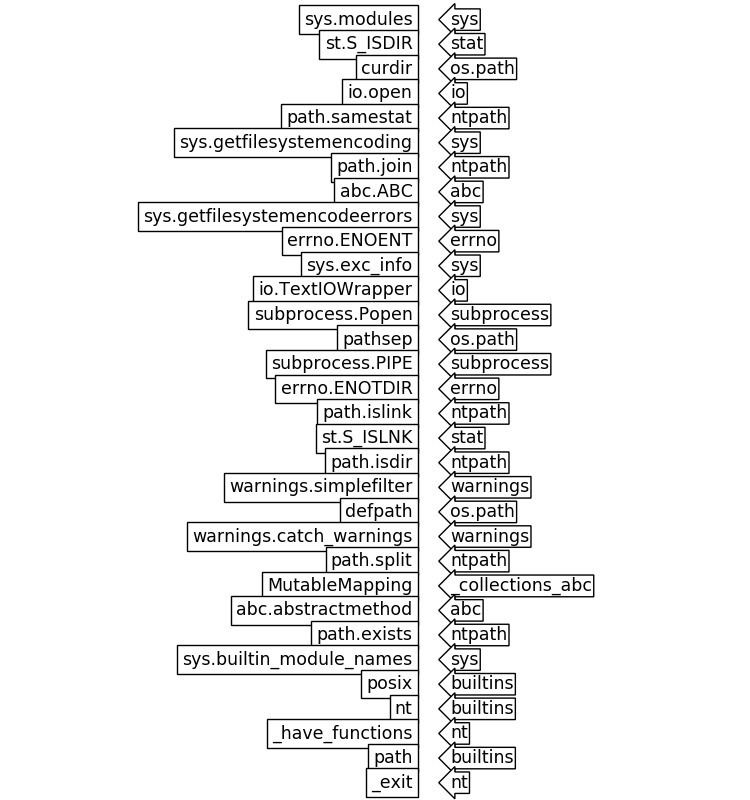 sys.modules sys
st.S_ISDIR stat
curdir os.path
io.open io
path.samestat ntpath
sys.getfilesystemencoding sys
path.join ntpath
abc.ABC abc
sys.getfilesystemencodeerrors sys
errno.ENOENT errno
sys.exc_info sys
io.TextIOWrapper io
subprocess.Popen subprocess
pathsep os.path
subprocess.PIPE subprocess
errno.ENOTDIR errno
path.islink ntpath
st.S_ISLNK stat
path.isdir ntpath
warnings.simplefilter warnings
defpath os.path
warnings.catch_warnings warnings
path.split ntpath
MutableMapping _collections_abc
abc.abstractmethod abc
path.exists ntpath
sys.builtin_module_names sys
posix builtins
nt builtins
_have_functions nt
path builtins
_exit nt